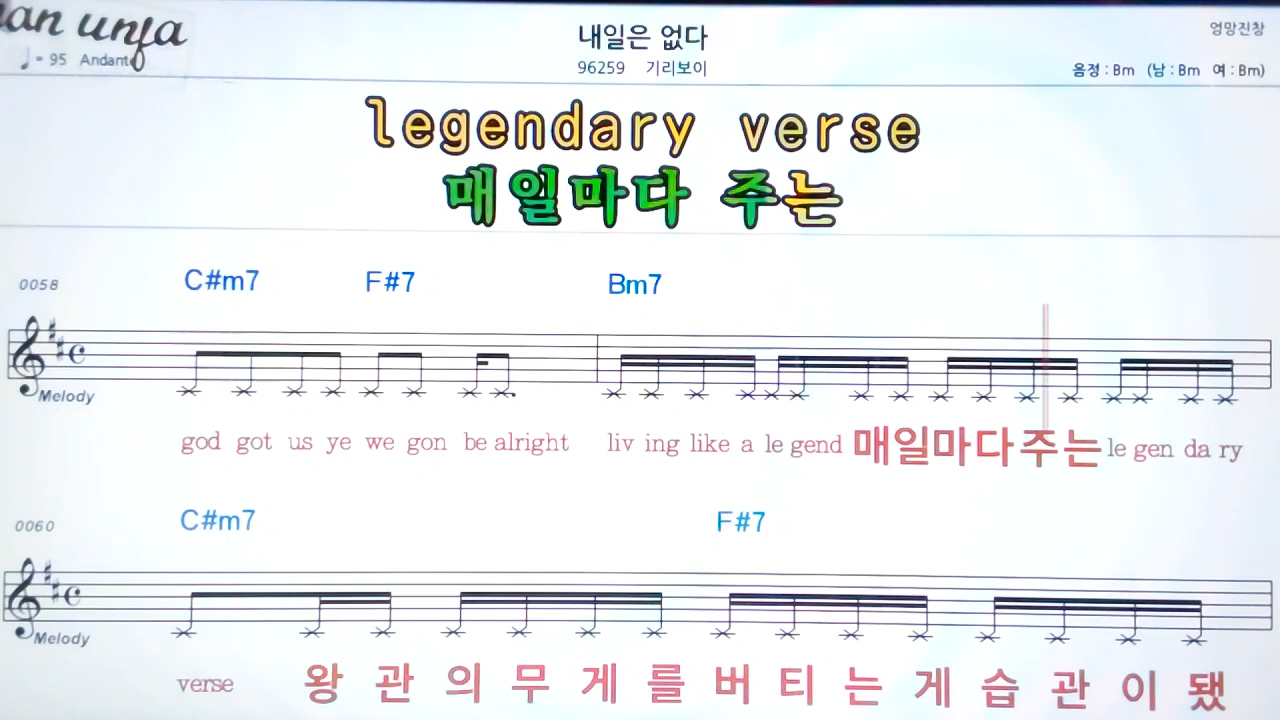 an unja
내일은 없다
엉망진창
♩= 95 Andante
96259 기리보이
음정 : Bm (남 : Bm 여 : Bm)
legendary verse
매일마다 주는
0058
C#m7 F#7 Bm7
Melody
god got us ye we gon be alright liv ing like a le gend 매일마다주는 le gen da ry
0060
C#m7 F#7
Melody
verse 왕 관 의 무 게 를 버 티 는 게 습 관 이 됐